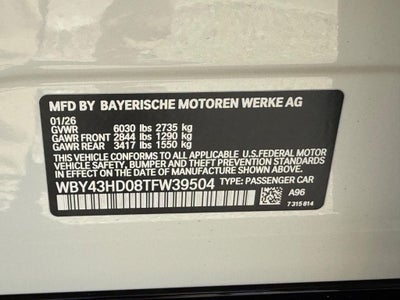 MFD BY BAYERISCHE MOTOREN WERKE AG
01/26
GVWR 6030 lbs 2735 kg
GAWR FRONT 2844 lbs 1290 kg
GAWR REAR 3417 lbs 1550 kg
THIS VEHICLE CONFORMS TO ALL APPLICABLE U.S.FEDERAL MOTOR
VEHICLE SAFETY, BUMPER, AND THEFT PREVENTION STANDARDS
IN EFFECT ON THE DATE OF MANUFACTURE SHOWN ABOVE.
WBY43HD08TFW39504 TYPE: PASSENGER CAR
A96
7 315 814